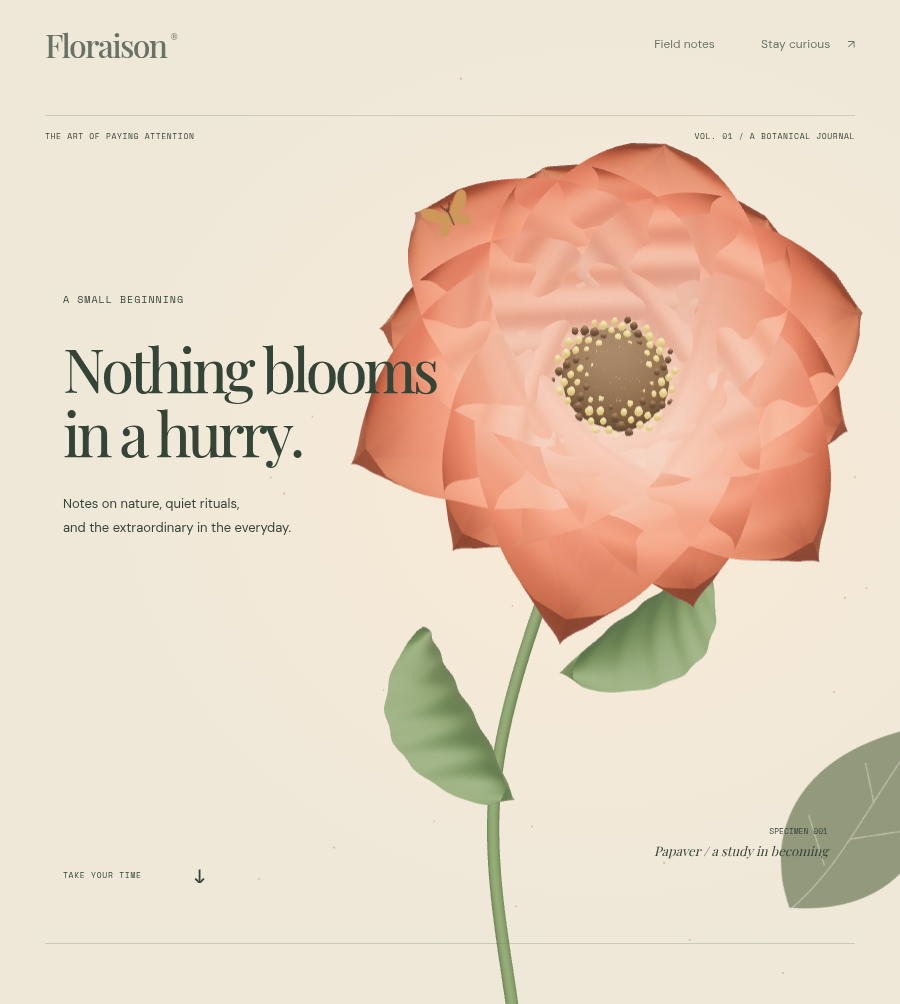 Floraison®
Field notes
Stay curious ↗
THE ART OF PAYING ATTENTION
VOL. 01 / A BOTANICAL JOURNAL
A SMALL BEGINNING
Nothing blooms
in a hurry.
Notes on nature, quiet rituals,
and the extraordinary in the everyday.
SPECIMEN 001
Papaver / a study in becoming
TAKE YOUR TIME ↓